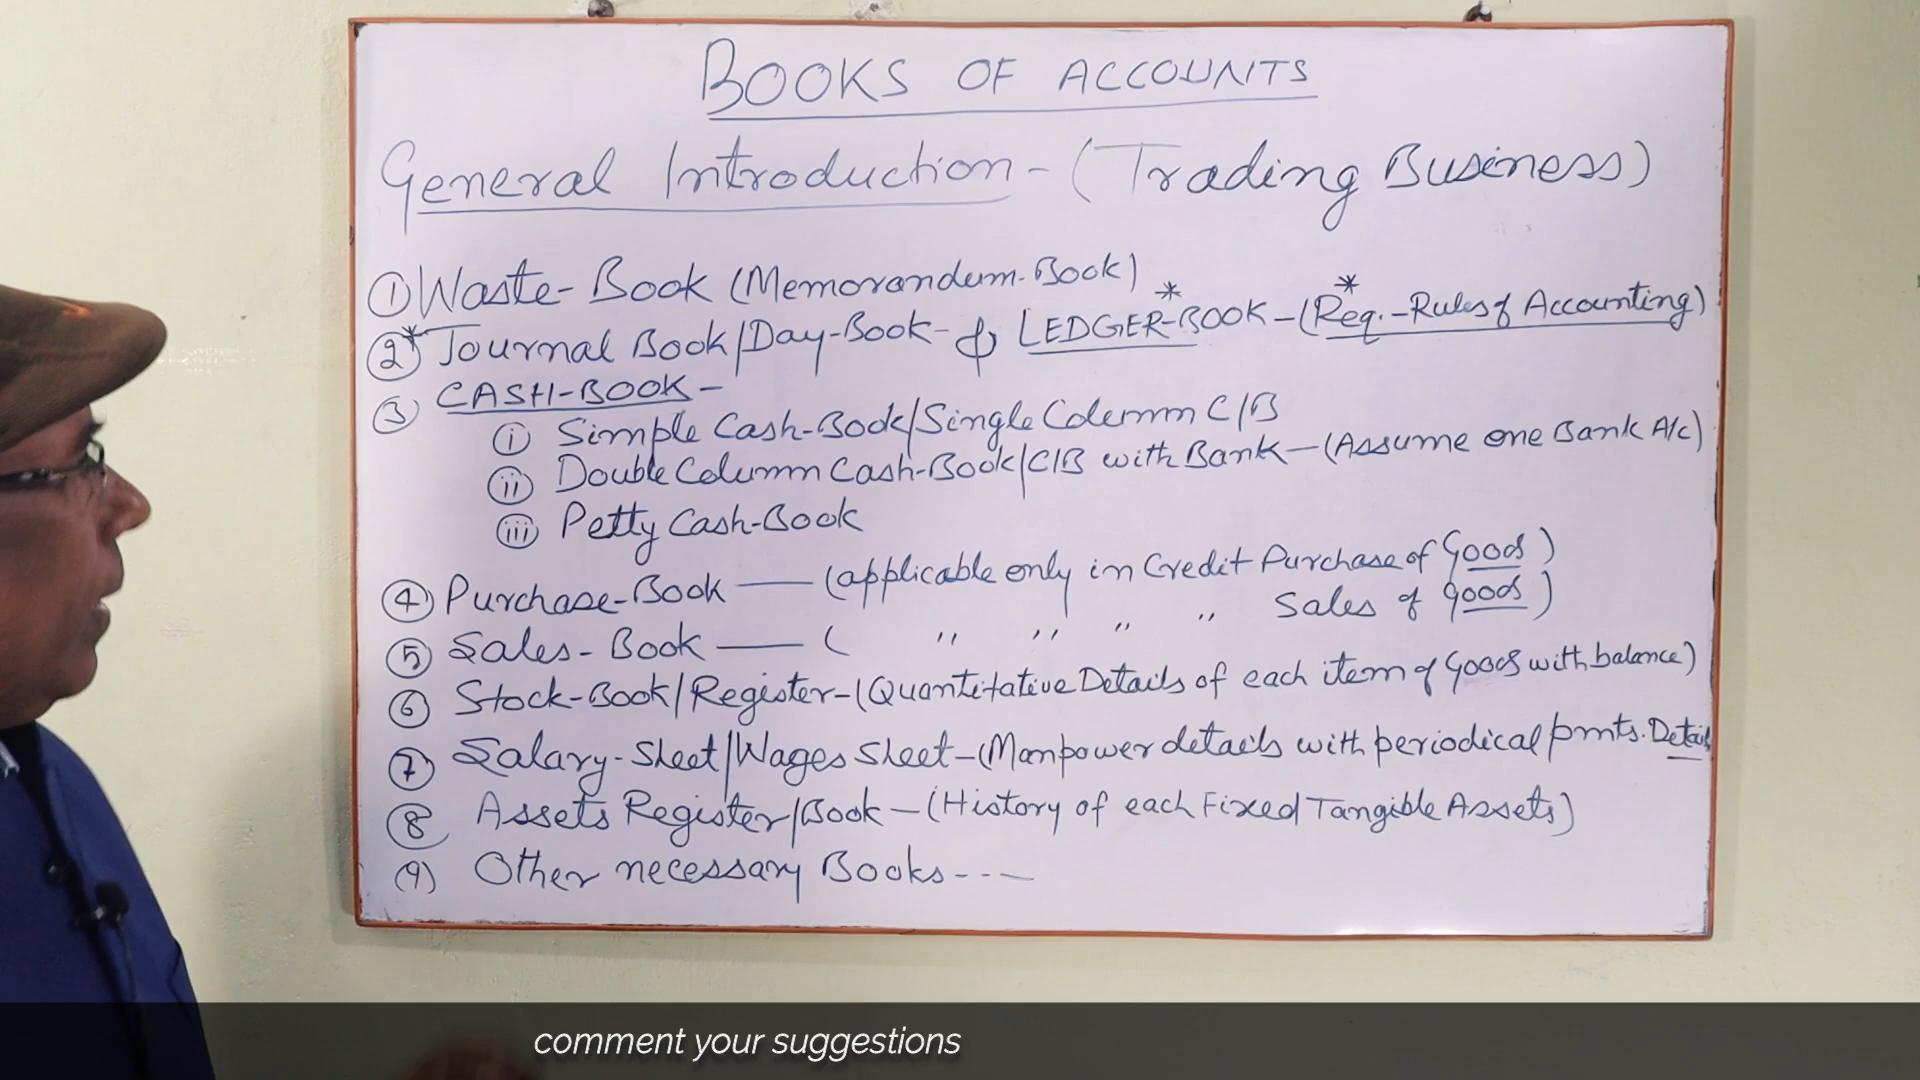 BOOKS OF ACCOUNTS
General Introduction - (Trading Business)
① Waste-Book (Memorandum-Book)
②* Journal Book/Day-Book - & LEDGER-BOOK* - (Req.* - Rules of Accounting)
③ CASH-BOOK -
ⓘ Simple Cash-Book/Single Column C/B
ⓘⓘ Double Column Cash-Book/C/B with Bank - (Assume one Bank A/c)
ⓘⓘⓘ Petty Cash-Book
④ Purchase-Book — (applicable only in Credit Purchase of Goods)
⑤ Sales-Book — ( " " " " Sales of goods)
⑥ Stock-Book/Register - (Quantitative Details of each item of Goods with balance)
⑦ Salary-Sheet/Wages Sheet - (Manpower details with periodical pmts. Details
⑧ Assets Register/Book - (History of each Fixed Tangible Assets)
(9) Other necessary Books - - -
comment your suggestions